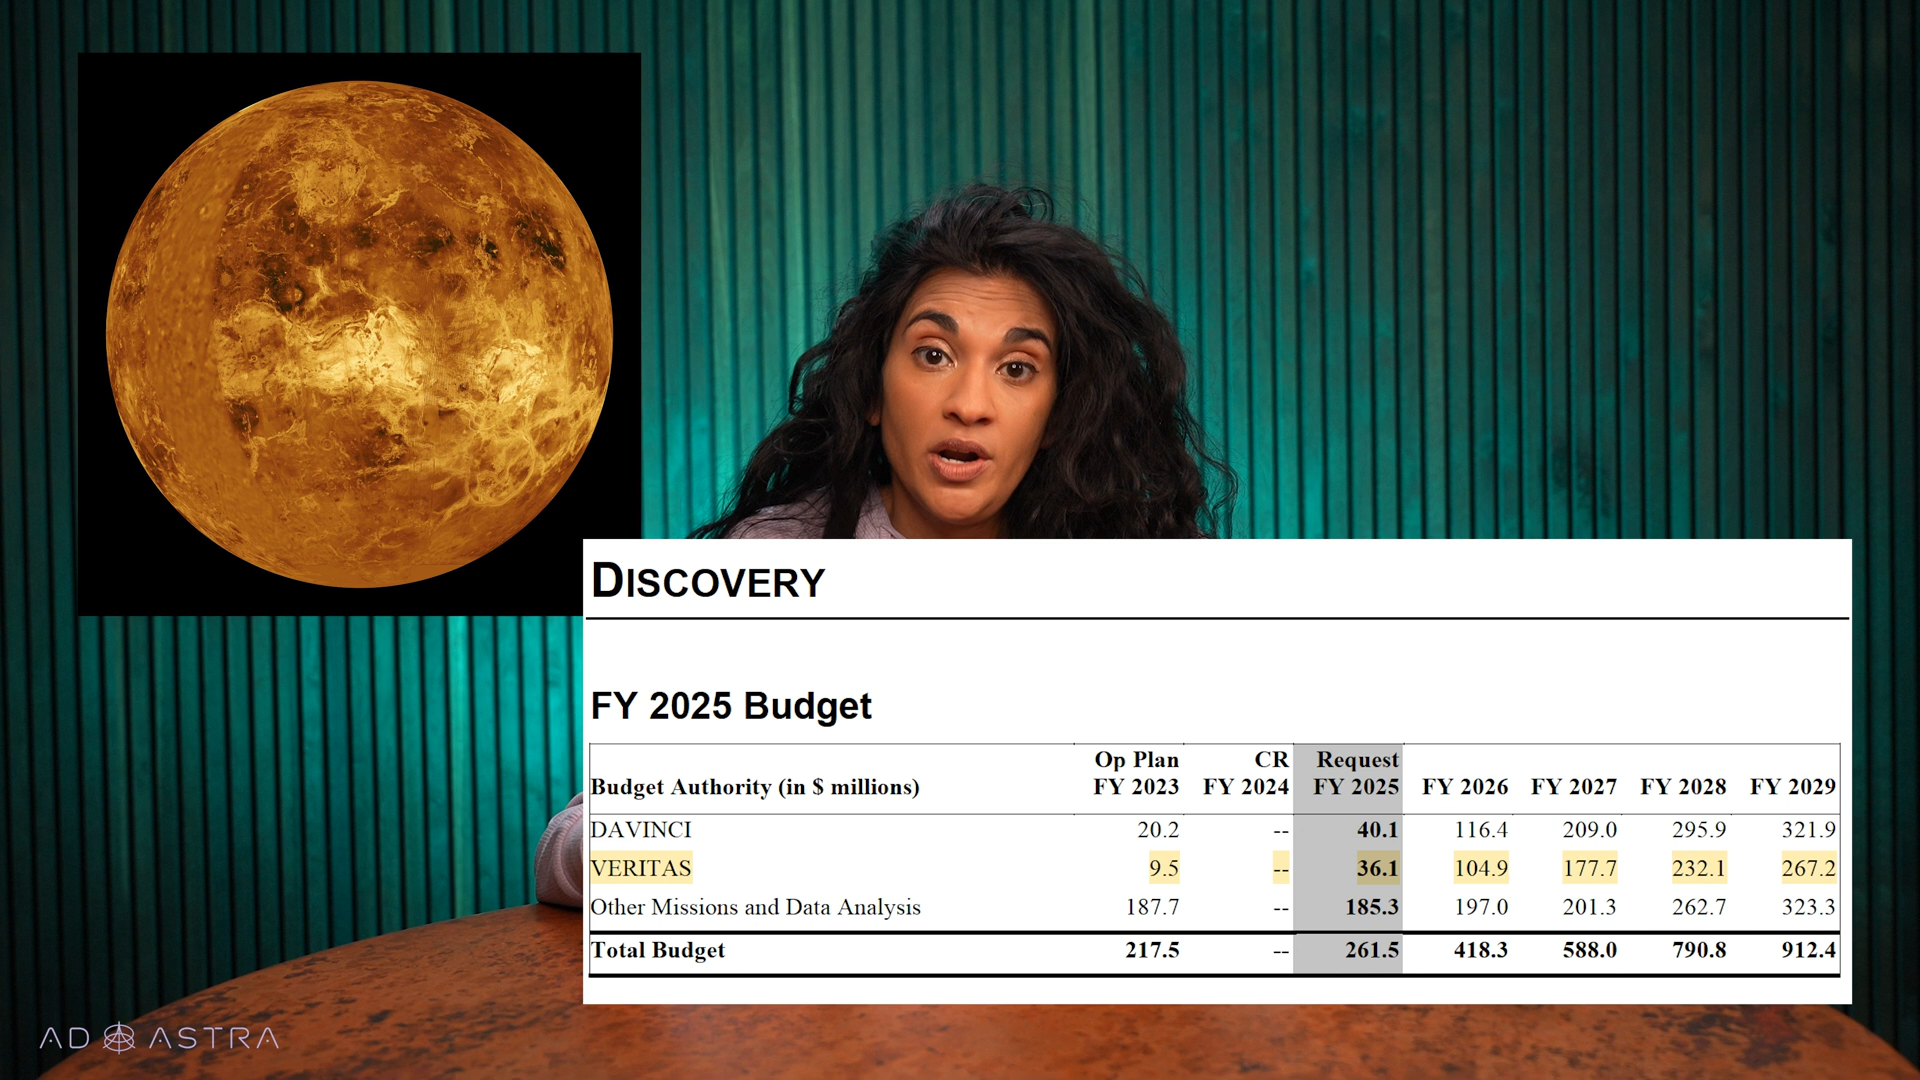 DISCOVERY
FY 2025 Budget
Op Plan CR Request
Budget Authority (in $ millions) FY 2023 FY 2024 FY 2025 FY 2026 FY 2027 FY 2028 FY 2029
DAVINCI 20.2 -- 40.1 116.4 209.0 295.9 321.9
VERITAS 9.5 -- 36.1 104.9 177.7 232.1 267.2
Other Missions and Data Analysis 187.7 -- 185.3 197.0 201.3 262.7 323.3
Total Budget 217.5 -- 261.5 418.3 588.0 790.8 912.4
AD ASTRA